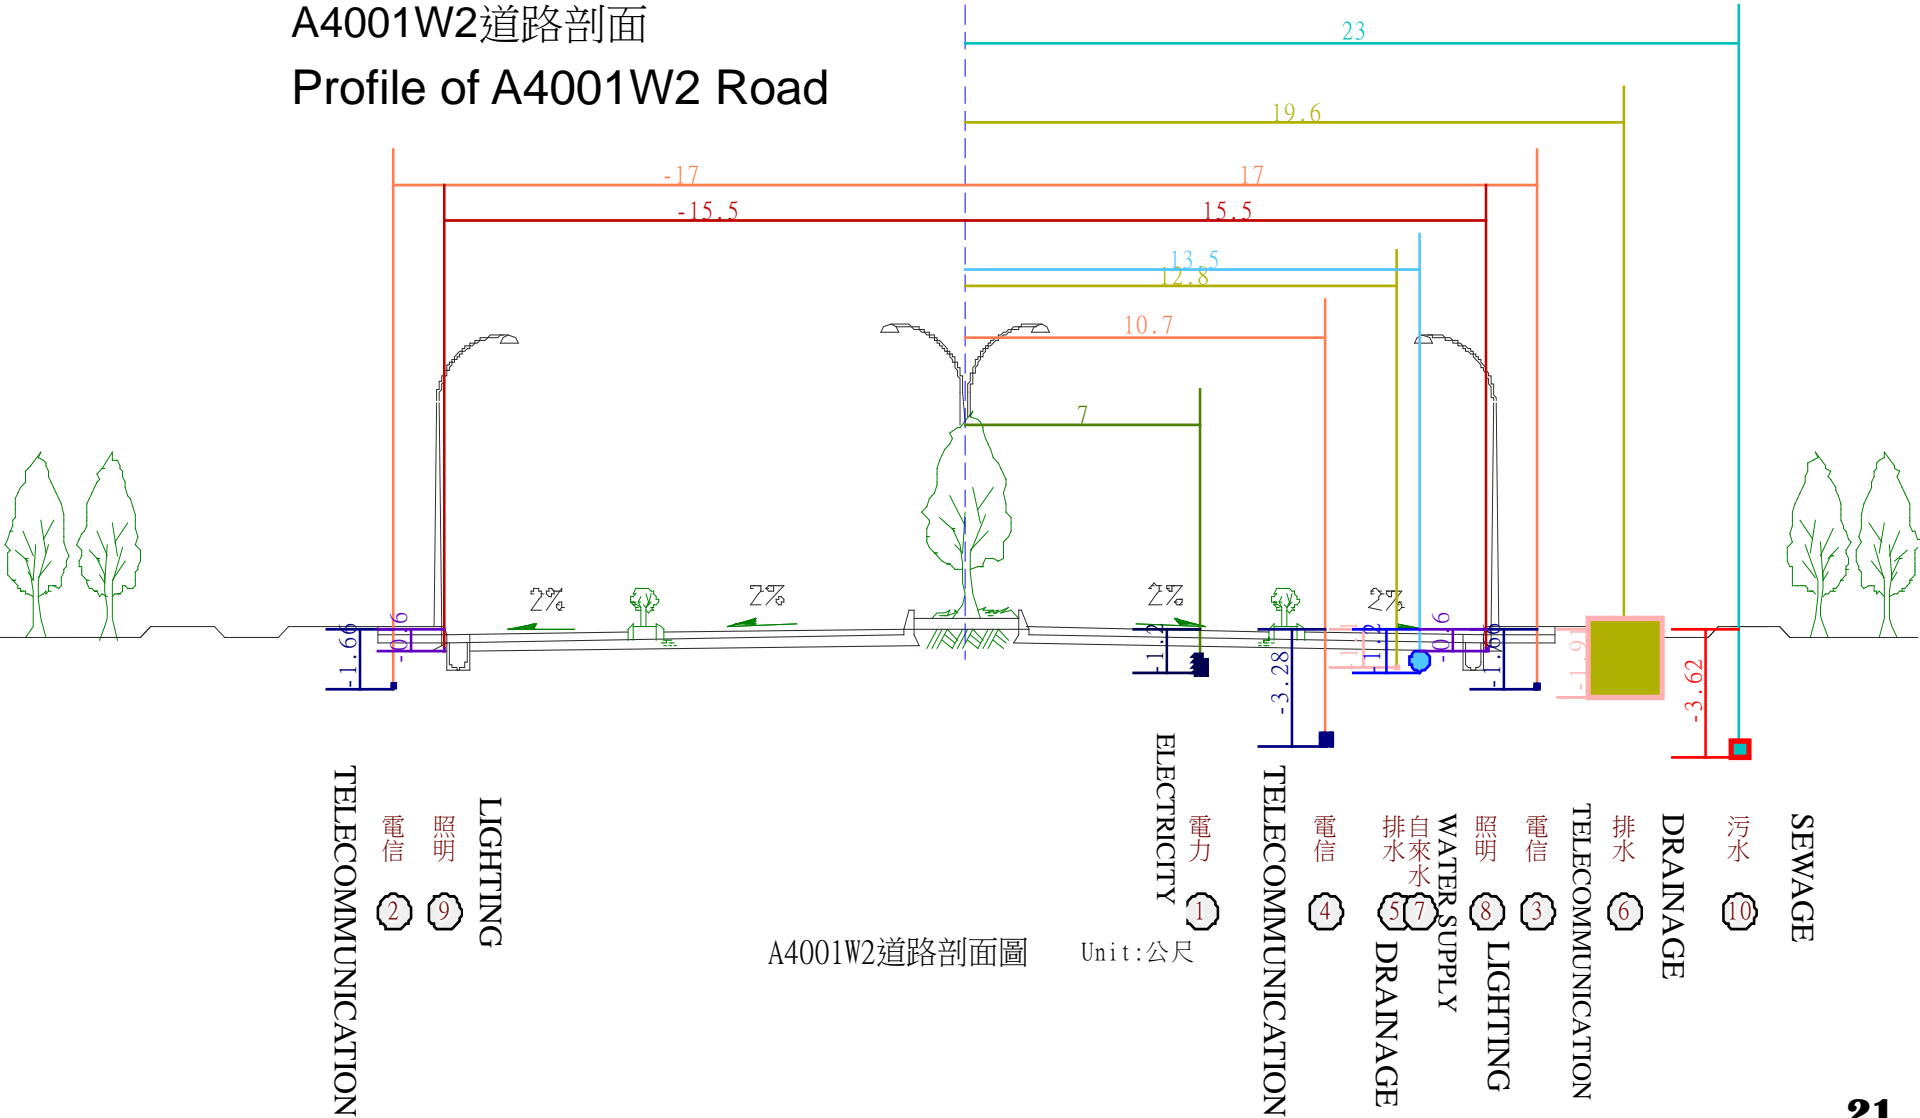 A4001W2道路剖面
Profile of A4001W2 Road
23
19.6
-17
17
-15.5
15.5
13.5
12.8
10.7
7
2%
2%
2%
2%
-1.66
-0.6
-1.2
-3.28
-1.2
-0.6
-1.66
-1.91
-3.62
TELECOMMUNICATION
電信
2
照明
9
LIGHTING
ELECTRICITY
電力
1
TELECOMMUNICATION
電信
4
排水
5
DRAINAGE
自來水
7
WATER SUPPLY
照明
8
LIGHTING
電信
3
TELECOMMUNICATION
排水
6
DRAINAGE
污水
10
SEWAGE
A4001W2道路剖面圖 Unit:公尺
21